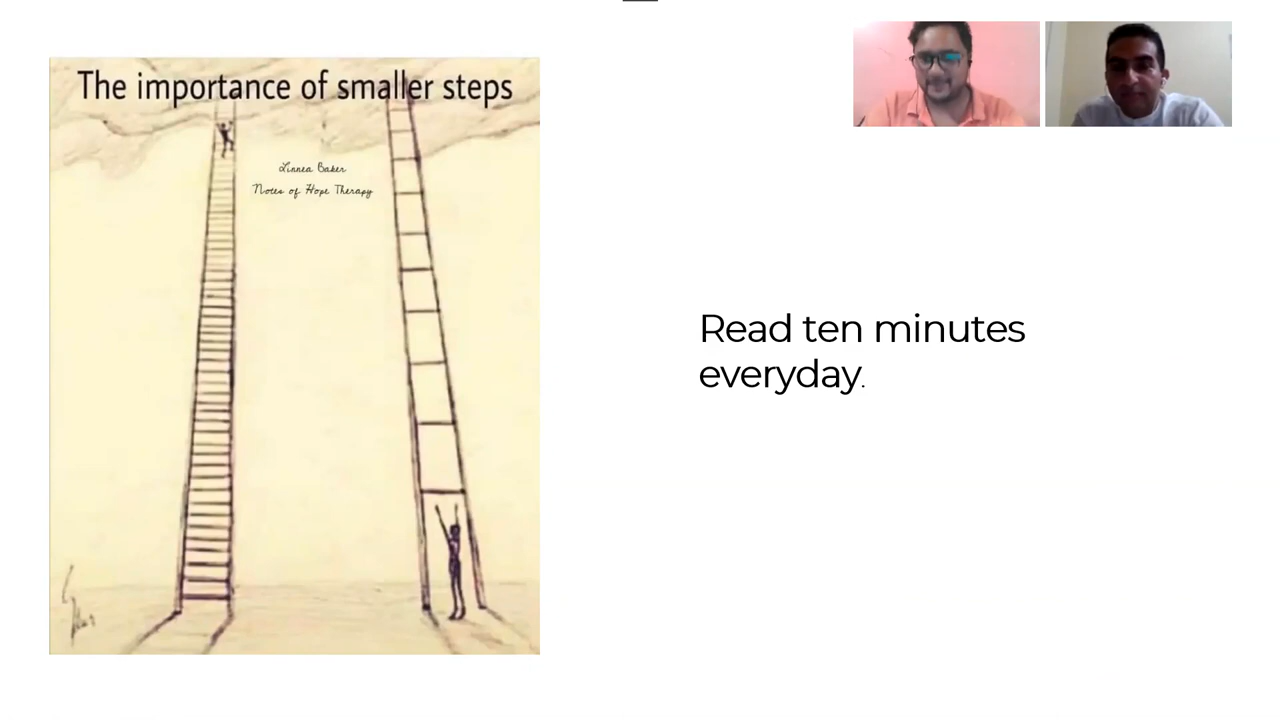 The importance of smaller steps
Linnea Baker
Notes of Hope Therapy
Read ten minutes
everyday.